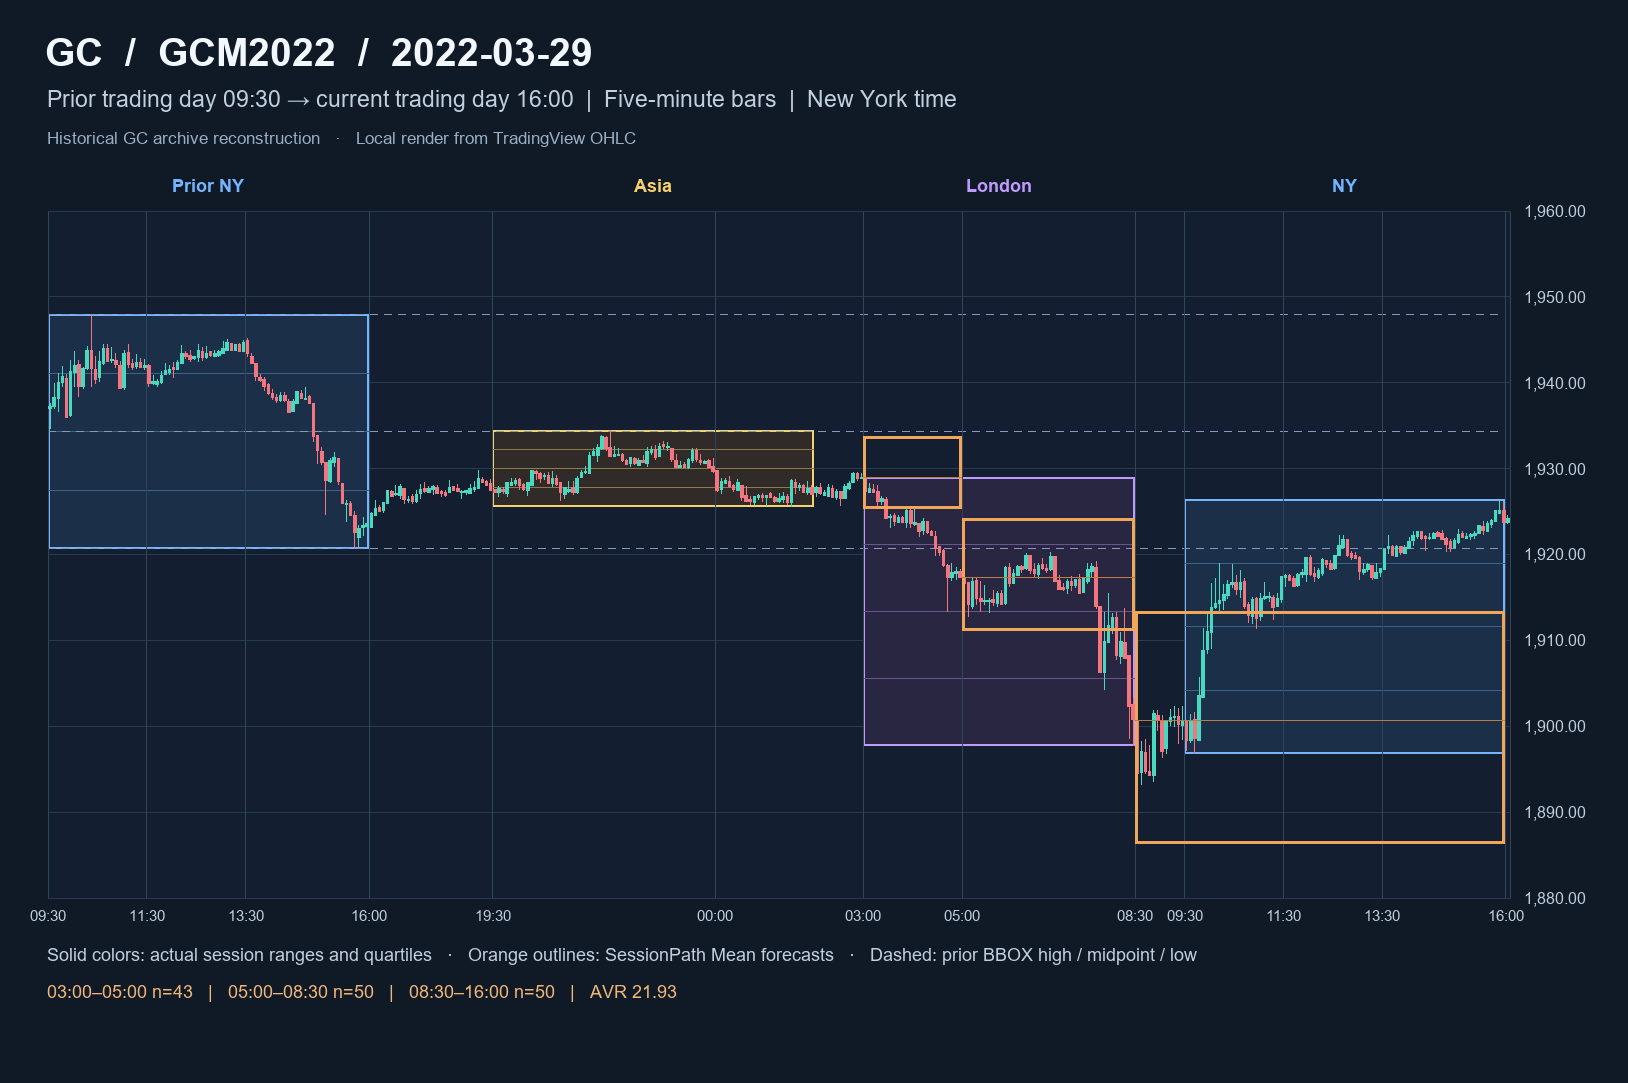 GC / GCM2022 / 2022-03-29
Prior trading day 09:30 → current trading day 16:00 | Five-minute bars | New York time
Historical GC archive reconstruction · Local render from TradingView OHLC
Prior NY Asia London NY
1,960.00
1,950.00
1,940.00
1,930.00
1,920.00
1,910.00
1,900.00
1,890.00
1,880.00
09:30 11:30 13:30 16:00 19:30 00:00 03:00 05:00 08:30 09:30 11:30 13:30 16:00
Solid colors: actual session ranges and quartiles · Orange outlines: SessionPath Mean forecasts · Dashed: prior BBOX high / midpoint / low
03:00–05:00 n=43 | 05:00–08:30 n=50 | 08:30–16:00 n=50 | AVR 21.93